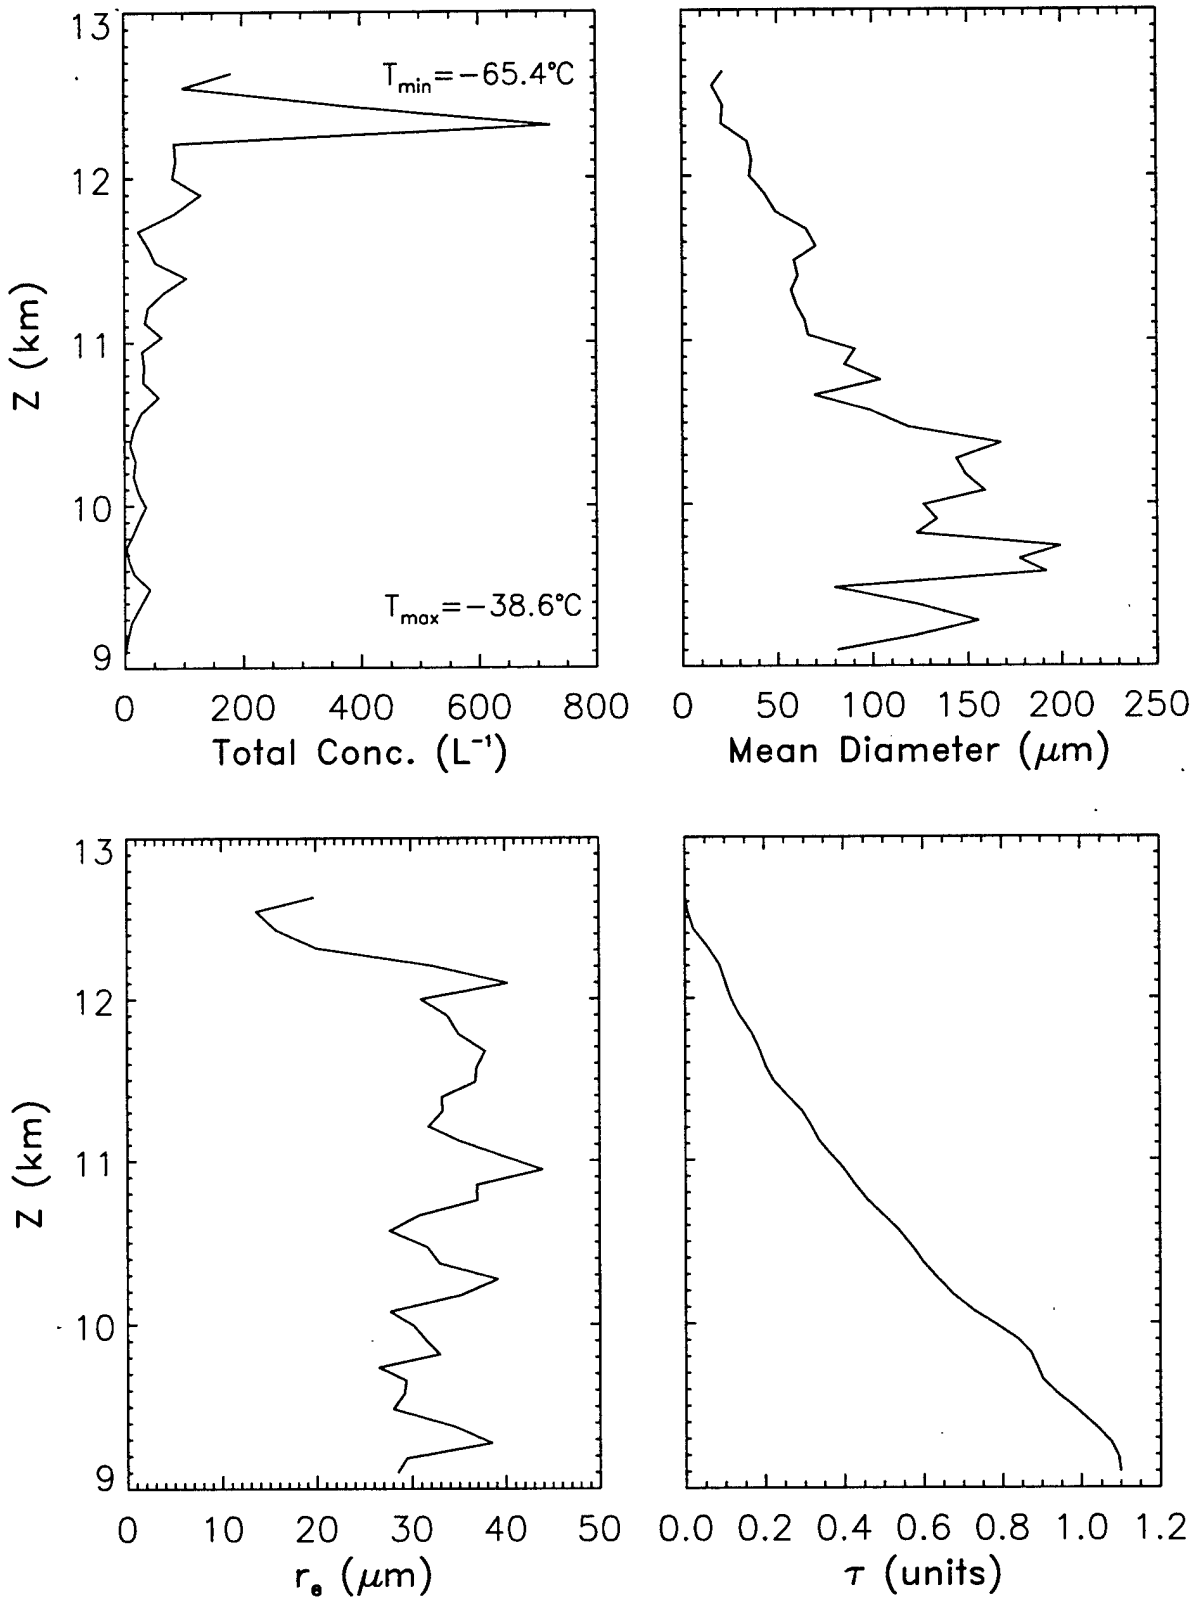 13
12
11
10
9
Z (km)
T_min=-65.4°C
T_max=-38.6°C
0 200 400 600 800
Total Conc. (L⁻¹)
0 50 100 150 200 250
Mean Diameter (μm)
13
12
11
10
9
Z (km)
0 10 20 30 40 50
r_e (μm)
0.0 0.2 0.4 0.6 0.8 1.0 1.2
τ (units)